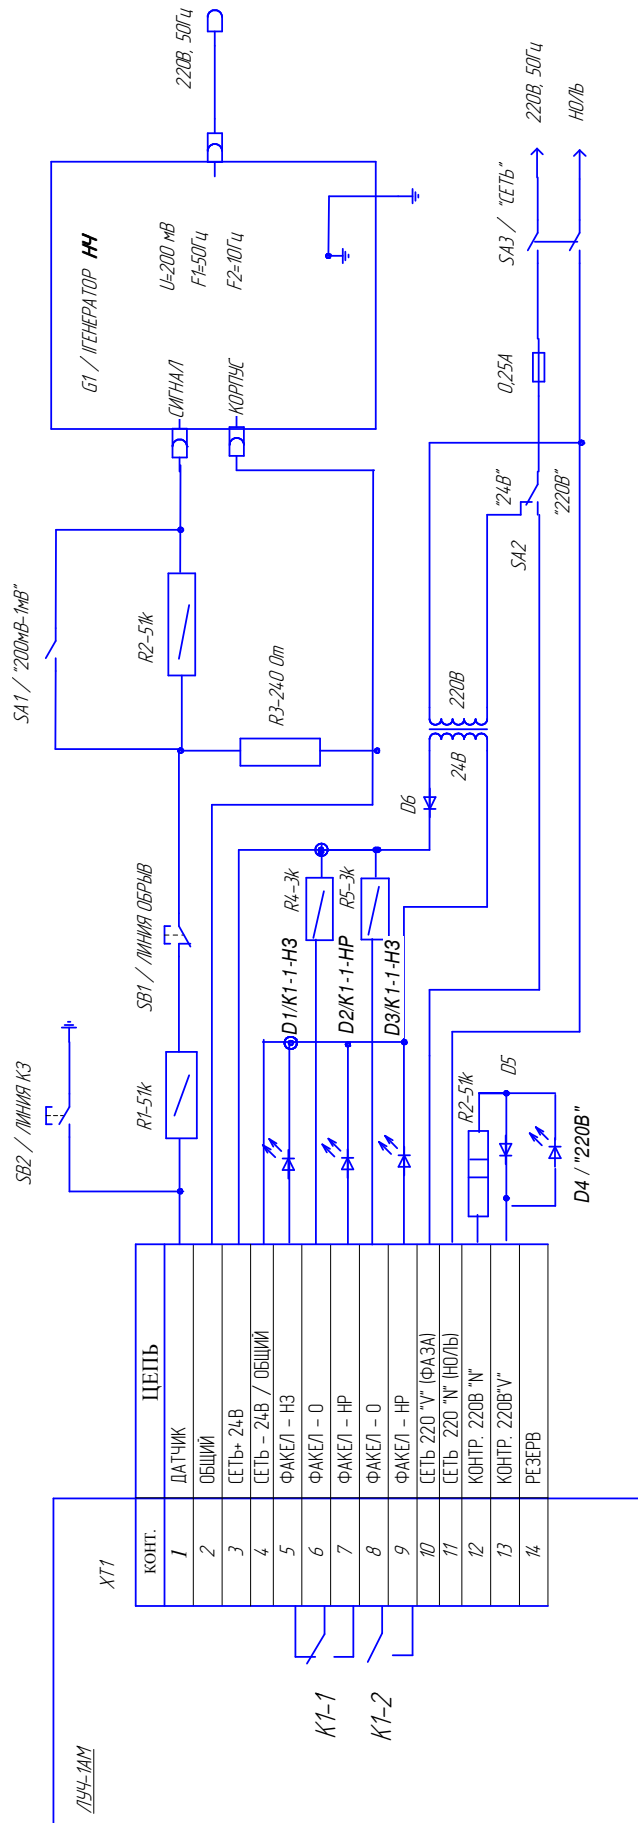 ЛУЧ-1АМ
XT1
КОНТ. ЦЕПЬ
1 ДАТЧИК
2 ОБЩИЙ
3 СЕТЬ+ 24В
4 СЕТЬ - 24В / ОБЩИЙ
5 ФАКЕЛ - НЗ
6 ФАКЕЛ - О
7 ФАКЕЛ - НР
8 ФАКЕЛ - О
9 ФАКЕЛ - НР
10 СЕТЬ 220 "V" (ФАЗА)
11 СЕТЬ 220 "N" (НОЛЬ)
12 КОНТР. 220В "N"
13 КОНТР. 220В"V"
14 РЕЗЕРВ
K1-1
K1-2
SB2 / ЛИНИЯ КЗ
R1-51k
SB1 / ЛИНИЯ ОБРЫВ
SA1 / "200мВ-1мВ"
R2-51k
R3-240 Om
G1 / ІГЕНЕРАТОР НЧ
U=200 мВ
F1=50Гц
F2=10Гц
СИГНАЛ
КОРПУС
220В, 50Гц
D1/K1-1-НЗ
R4-3k
D2/K1-1-НР
R5-3k
D3/K1-1-НЗ
D6
24В
220В
SA2
"24В"
"220В"
0,25А
SA3 / "СЕТЬ"
220В, 50Гц
НОЛЬ
R2-51k
D5
D4 / "220В"